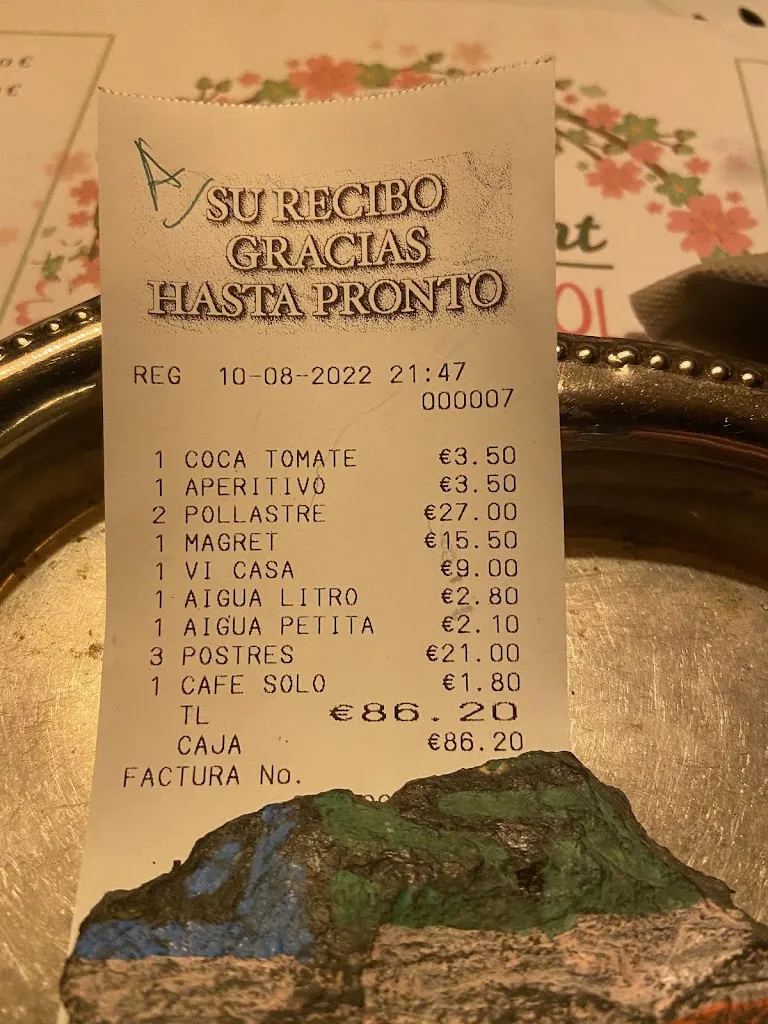 A
SU RECIBO
GRACIAS
HASTA PRONTO
REG 10-08-2022 21:47
000007
1 COCA TOMATE €3.50
1 APERITIVO €3.50
2 POLLASTRE €27.00
1 MAGRET €15.50
1 VI CASA €9.00
1 AIGUA LITRO €2.80
1 AIGUA PETITA €2.10
3 POSTRES €21.00
1 CAFE SOLO €1.80
TL €86.20
CAJA €86.20
FACTURA No.